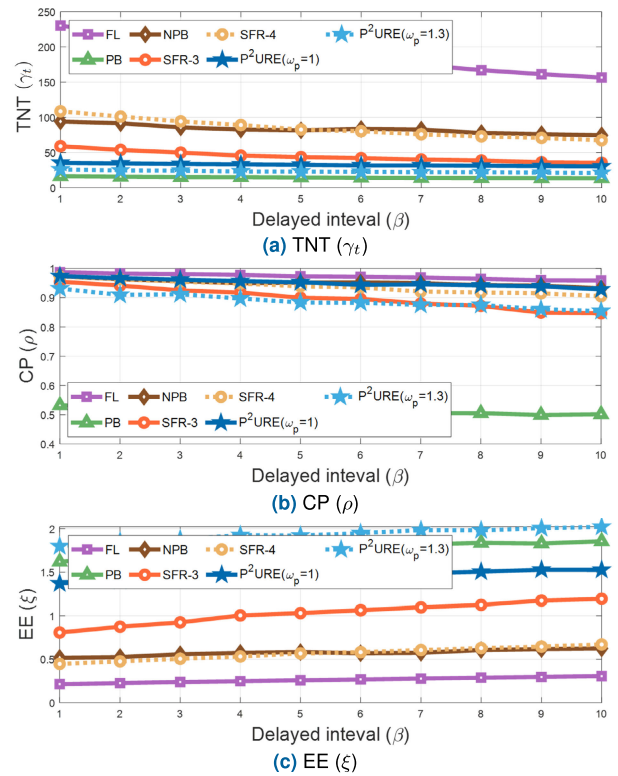 250
200
150
100
50
0
TNT (γt)
FL NPB SFR-4 P²URE(ωp=1.3)
PB SFR-3 P²URE(ωp=1)
1 2 3 4 5 6 7 8 9 10
Delayed inteval (β)
(a) TNT (γt)
1
0.9
0.8
0.7
0.6
0.5
0.4
CP (ρ)
FL NPB SFR-4 P²URE(ωp=1.3)
PB SFR-3 P²URE(ωp=1)
1 2 3 4 5 6 7 8 9 10
Delayed inteval (β)
(b) CP (ρ)
2
1.5
1
0.5
0
EE (ξ)
FL NPB SFR-4 P²URE(ωp=1.3)
PB SFR-3 P²URE(ωp=1)
1 2 3 4 5 6 7 8 9 10
Delayed inteval (β)
(c) EE (ξ)